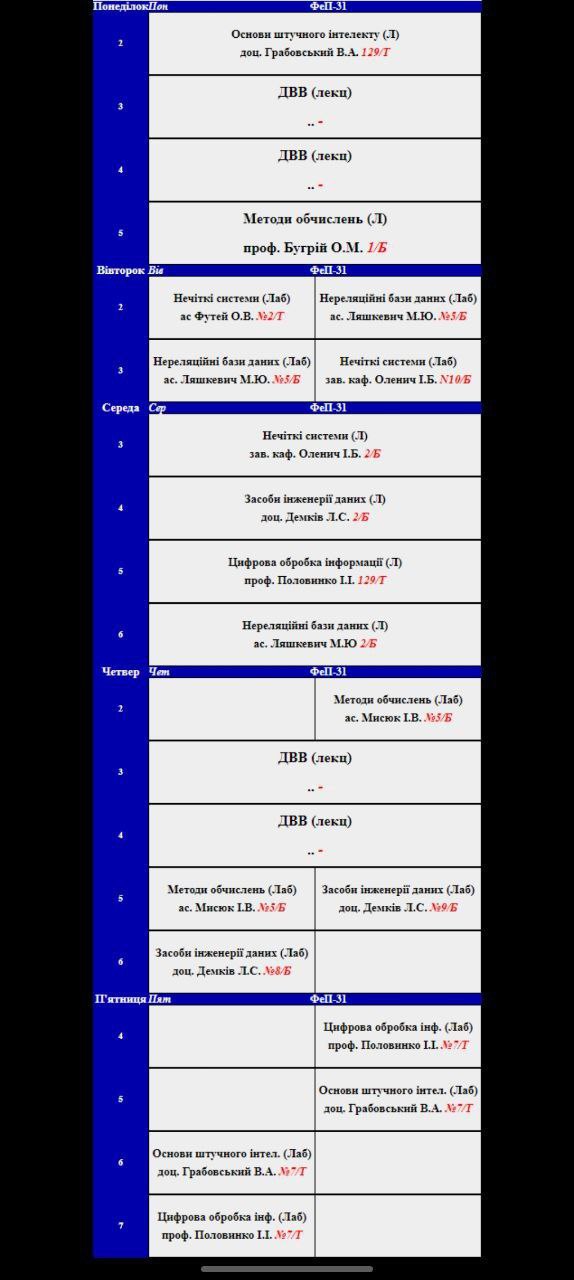 Понеділок Пон ФеП-31
2
Основи штучного інтелекту (Л)
доц. Грабовський В.А. 129/Т
3
ДВВ (лекц)
.. -
4
ДВВ (лекц)
.. -
5
Методи обчислень (Л)
проф. Бугрій О.М. 1/Б
Вівторок Вів ФеП-31
2
Нечіткі системи (Лаб)
ас Футей О.В. №2/Т
Нереляційні бази даних (Лаб)
ас. Ляшкевич М.Ю. №5/Б
3
Нереляційні бази даних (Лаб)
ас. Ляшкевич М.Ю. №5/Б
Нечіткі системи (Лаб)
зав. каф. Оленич І.Б. N10/Б
Середа Сер ФеП-31
3
Нечіткі системи (Л)
зав. каф. Оленич І.Б. 2/Б
4
Засоби інженерії даних (Л)
доц. Демків Л.С. 2/Б
5
Цифрова обробка інформації (Л)
проф. Половинко І.І. 129/Т
6
Нереляційні бази даних (Л)
ас. Ляшкевич М.Ю 2/Б
Четвер Чет ФеП-31
2
Методи обчислень (Лаб)
ас. Мисюк І.В. №5/Б
3
ДВВ (лекц)
.. -
4
ДВВ (лекц)
.. -
5
Методи обчислень (Лаб)
ас. Мисюк І.В. №5/Б
Засоби інженерії даних (Лаб)
доц. Демків Л.С. №9/Б
6
Засоби інженерії даних (Лаб)
доц. Демків Л.С. №8/Б
П'ятниця Пят ФеП-31
4
Цифрова обробка інф. (Лаб)
проф. Половинко І.І. №7/Т
5
Основи штучного інтел. (Лаб)
доц. Грабовський В.А. №7/Т
6
Основи штучного інтел. (Лаб)
доц. Грабовський В.А. №7/Т
7
Цифрова обробка інф. (Лаб)
проф. Половинко І.І. №7/Т